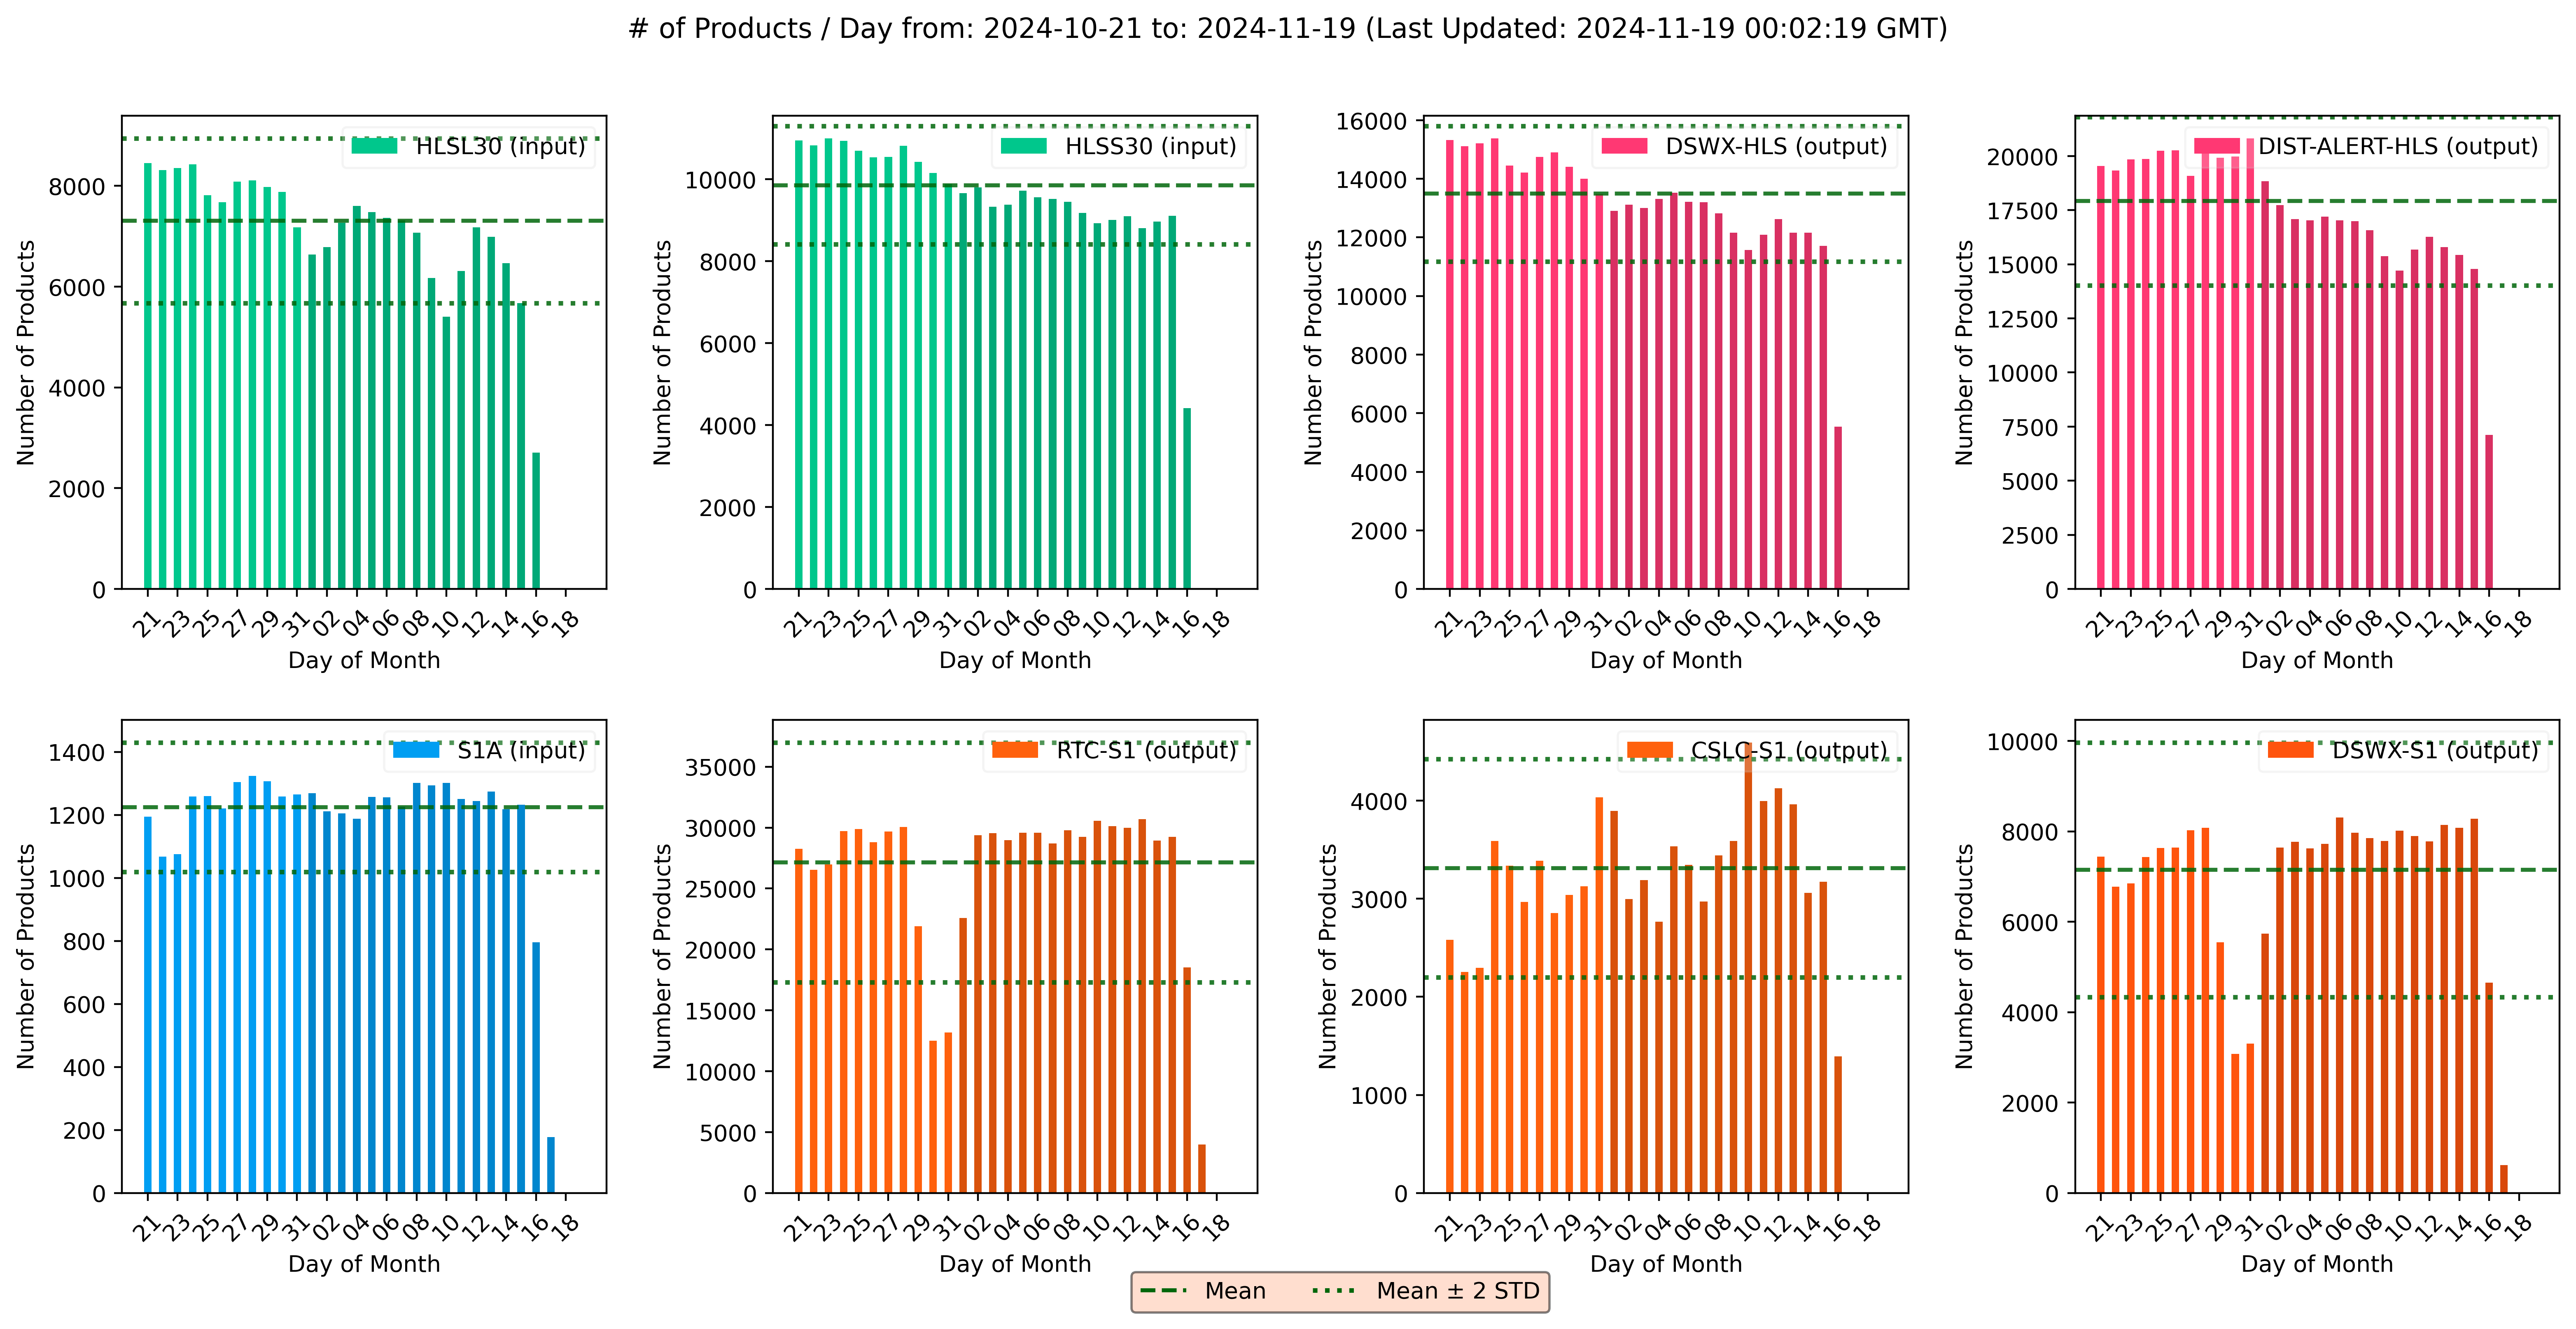 # of Products / Day from: 2024-10-21 to: 2024-11-19 (Last Updated: 2024-11-19 00:02:19 GMT)
HLSL30 (input)
Number of Products
8000
6000
4000
2000
0
21 23 25 27 29 31 02 04 06 08 10 12 14 16 18
Day of Month
HLSS30 (input)
Number of Products
10000
8000
6000
4000
2000
0
21 23 25 27 29 31 02 04 06 08 10 12 14 16 18
Day of Month
DSWX-HLS (output)
Number of Products
16000
14000
12000
10000
8000
6000
4000
2000
0
21 23 25 27 29 31 02 04 06 08 10 12 14 16 18
Day of Month
DIST-ALERT-HLS (output)
Number of Products
20000
17500
15000
12500
10000
7500
5000
2500
0
21 23 25 27 29 31 02 04 06 08 10 12 14 16 18
Day of Month
S1A (input)
Number of Products
1400
1200
1000
800
600
400
200
0
21 23 25 27 29 31 02 04 06 08 10 12 14 16 18
Day of Month
RTC-S1 (output)
Number of Products
35000
30000
25000
20000
15000
10000
5000
0
21 23 25 27 29 31 02 04 06 08 10 12 14 16 18
Day of Month
CSLC-S1 (output)
Number of Products
4000
3000
2000
1000
0
21 23 25 27 29 31 02 04 06 08 10 12 14 16 18
Day of Month
DSWX-S1 (output)
Number of Products
10000
8000
6000
4000
2000
0
21 23 25 27 29 31 02 04 06 08 10 12 14 16 18
Day of Month
Mean
Mean ± 2 STD